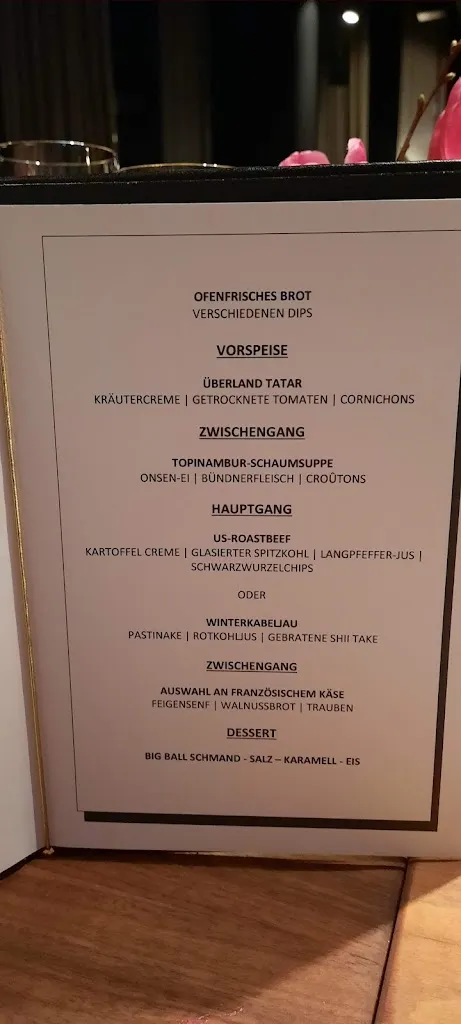 OFENFRISCHES BROT
VERSCHIEDENEN DIPS
VORSPEISE
ÜBERLAND TATAR
KRÄUTERCREME | GETROCKNETE TOMATEN | CORNICHONS
ZWISCHENGANG
TOPINAMBUR-SCHAUMSUPPE
ONSEN-EI | BÜNDNERFLEISCH | CROÛTONS
HAUPTGANG
US-ROASTBEEF
KARTOFFEL CREME | GLASIERTER SPITZKOHL | LANGPFEFFER-JUS |
SCHWARZWURZELCHIPS
ODER
WINTERKABELJAU
PASTINAKE | ROTKOHLJUS | GEBRATENE SHII TAKE
ZWISCHENGANG
AUSWAHL AN FRANZÖSISCHEM KÄSE
FEIGENSENF | WALNUSSBROT | TRAUBEN
DESSERT
BIG BALL SCHMAND - SALZ – KARAMELL - EIS